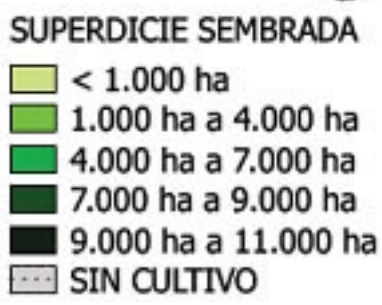 SUPERDICIE SEMBRADA
< 1.000 ha
1.000 ha a 4.000 ha
4.000 ha a 7.000 ha
7.000 ha a 9.000 ha
9.000 ha a 11.000 ha
SIN CULTIVO